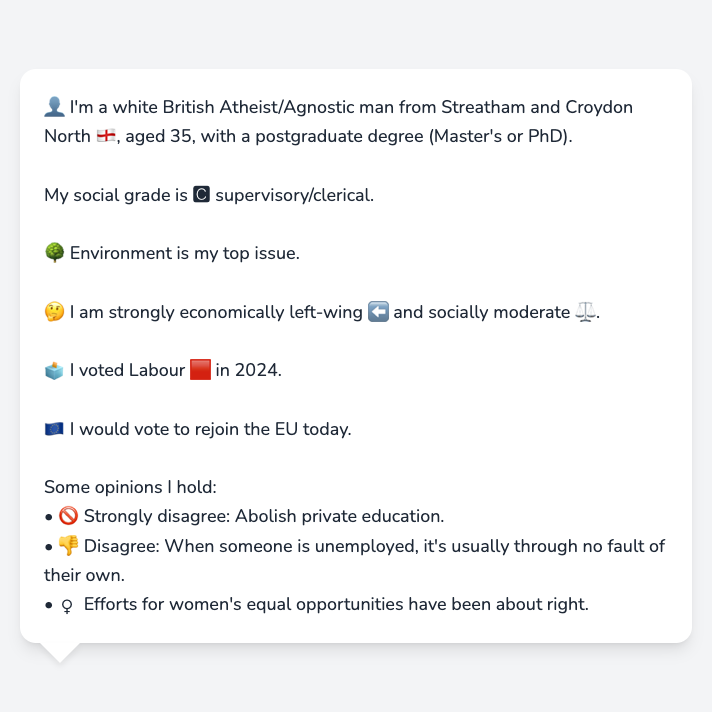 👤 I'm a white British Atheist/Agnostic man from Streatham and Croydon
North 🏴󠁧󠁢󠁥󠁮󠁧󠁿, aged 35, with a postgraduate degree (Master's or PhD).
My social grade is 🅲 supervisory/clerical.
🌳 Environment is my top issue.
🤔 I am strongly economically left-wing ⬅️ and socially moderate ⚖️.
🗳️ I voted Labour 🟥 in 2024.
🇪🇺 I would vote to rejoin the EU today.
Some opinions I hold:
• 🚫 Strongly disagree: Abolish private education.
• 👎 Disagree: When someone is unemployed, it's usually through no fault of
their own.
• ♀ Efforts for women's equal opportunities have been about right.